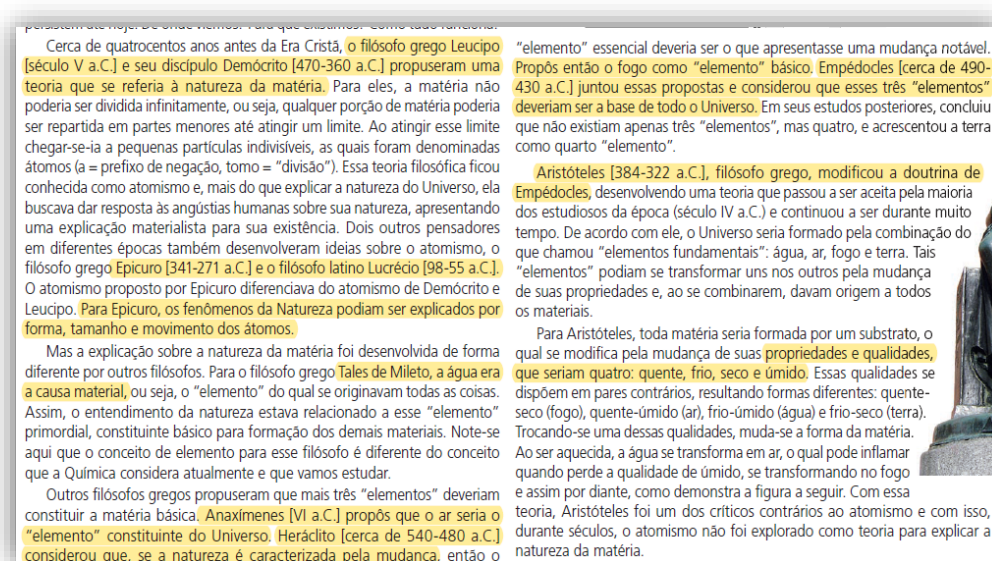 Cerca de quatrocentos anos antes da Era Cristã, o filósofo grego Leucipo
[século V a.C.] e seu discípulo Demócrito [470-360 a.C.] propuseram uma
teoria que se referia à natureza da matéria. Para eles, a matéria não
poderia ser dividida infinitamente, ou seja, qualquer porção de matéria poderia
ser repartida em partes menores até atingir um limite. Ao atingir esse limite
chegar-se-ia a pequenas partículas indivisíveis, as quais foram denominadas
átomos (a = prefixo de negação, tomo = “divisão”). Essa teoria filosófica ficou
conhecida como atomismo e, mais do que explicar a natureza do Universo, ela
buscava dar resposta às angústias humanas sobre sua natureza, apresentando
uma explicação materialista para sua existência. Dois outros pensadores
em diferentes épocas também desenvolveram ideias sobre o atomismo, o
filósofo grego Epicuro [341-271 a.C.] e o filósofo latino Lucrécio [98-55 a.C.].
O atomismo proposto por Epicuro diferenciava do atomismo de Demócrito e
Leucipo. Para Epicuro, os fenômenos da Natureza podiam ser explicados por
forma, tamanho e movimento dos átomos.
Mas a explicação sobre a natureza da matéria foi desenvolvida de forma
diferente por outros filósofos. Para o filósofo grego Tales de Mileto, a água era
a causa material, ou seja, o “elemento” do qual se originavam todas as coisas.
Assim, o entendimento da natureza estava relacionado a esse “elemento”
primordial, constituinte básico para formação dos demais materiais. Note-se
aqui que o conceito de elemento para esse filósofo é diferente do conceito
que a Química considera atualmente e que vamos estudar.
Outros filósofos gregos propuseram que mais três “elementos” deveriam
constituir a matéria básica. Anaxímenes [VI a.C.] propôs que o ar seria o
“elemento” constituinte do Universo. Heráclito [cerca de 540-480 a.C.]
considerou que, se a natureza é caracterizada pela mudança, então o
“elemento” essencial deveria ser o que apresentasse uma mudança notável.
Propôs então o fogo como “elemento” básico. Empédocles [cerca de 490-
430 a.C.] juntou essas propostas e considerou que esses três “elementos”
deveriam ser a base de todo o Universo. Em seus estudos posteriores, concluiu
que não existiam apenas três “elementos”, mas quatro, e acrescentou a terra
como quarto “elemento”.
Aristóteles [384-322 a.C.], filósofo grego, modificou a doutrina de
Empédocles, desenvolvendo uma teoria que passou a ser aceita pela maioria
dos estudiosos da época (século IV a.C.) e continuou a ser durante muito
tempo. De acordo com ele, o Universo seria formado pela combinação do
que chamou “elementos fundamentais”: água, ar, fogo e terra. Tais
“elementos” podiam se transformar uns nos outros pela mudança
de suas propriedades e, ao se combinarem, davam origem a todos
os materiais.
Para Aristóteles, toda matéria seria formada por um substrato, o
qual se modifica pela mudança de suas propriedades e qualidades,
que seriam quatro: quente, frio, seco e úmido. Essas qualidades se
dispõem em pares contrários, resultando formas diferentes: quente-
seco (fogo), quente-úmido (ar), frio-úmido (água) e frio-seco (terra).
Trocando-se uma dessas qualidades, muda-se a forma da matéria.
Ao ser aquecida, a água se transforma em ar, o qual pode inflamar
quando perde a qualidade de úmido, se transformando no fogo
e assim por diante, como demonstra a figura a seguir. Com essa
teoria, Aristóteles foi um dos críticos contrários ao atomismo e com isso,
durante séculos, o atomismo não foi explorado como teoria para explicar a
natureza da matéria.